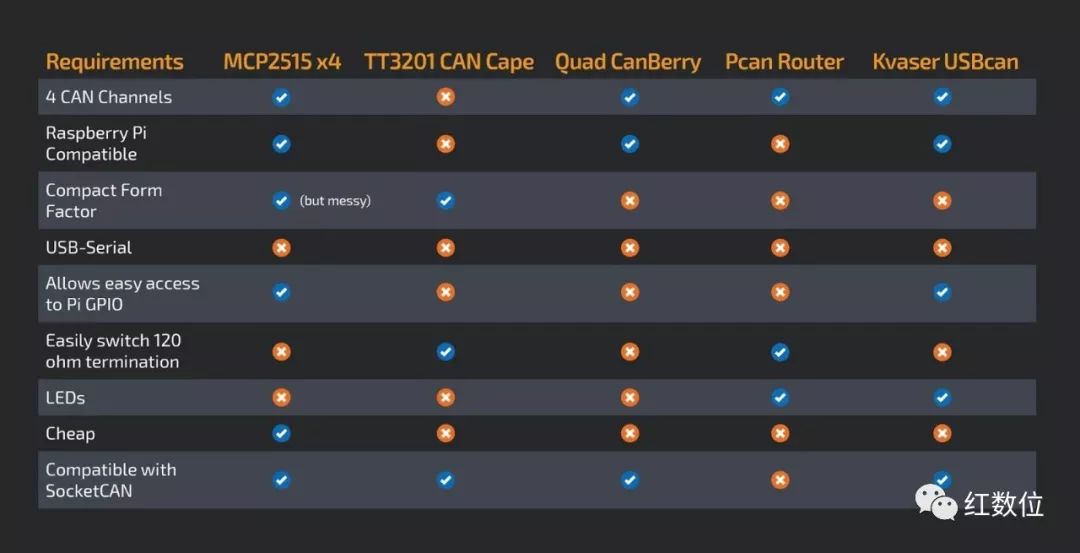 Requirements MCP2515 x4 TT3201 CAN Cape Quad CanBerry Pcan Router Kvaser USBcan
4 CAN Channels
Raspberry Pi
Compatible
Compact Form
Factor
(but messy)
USB-Serial
Allows easy access
to Pi GPIO
Easily switch 120
ohm termination
LEDs
Cheap
Compatible with
SocketCAN
红数位